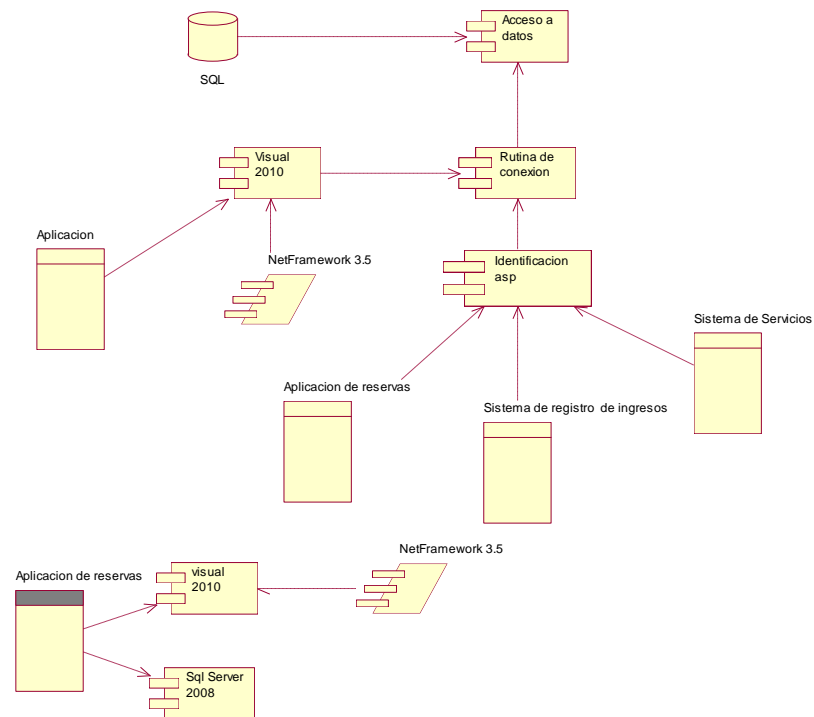 Acceso a
datos
SQL
Visual
2010
Rutina de
conexion
Aplicacion
NetFramework 3.5
Identificacion
asp
Sistema de Servicios
Aplicacion de reservas
Sistema de registro de ingresos
NetFramework 3.5
Aplicacion de reservas
visual
2010
Sql Server
2008